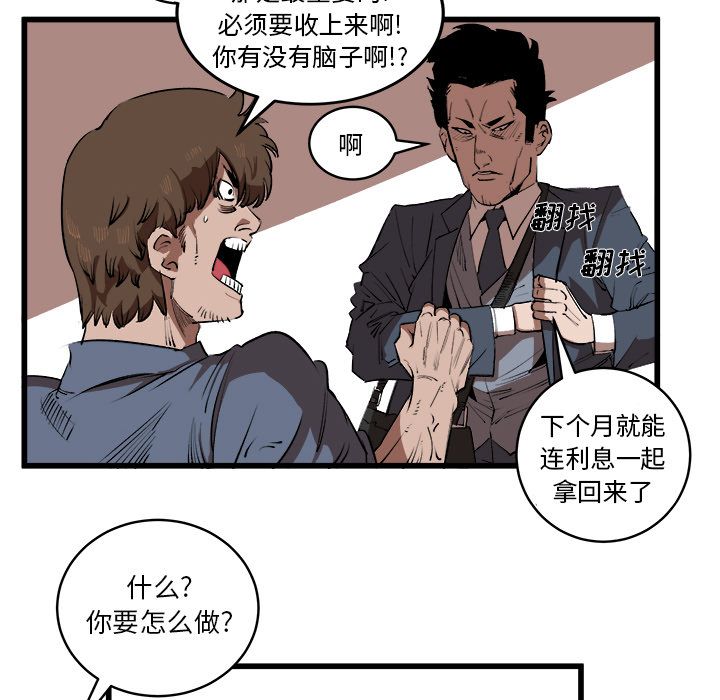 必须要收上来啊!
你有没有脑子啊!?
啊
翻找
翻找
下个月就能
连利息一起
拿回来了
什么?
你要怎么做?